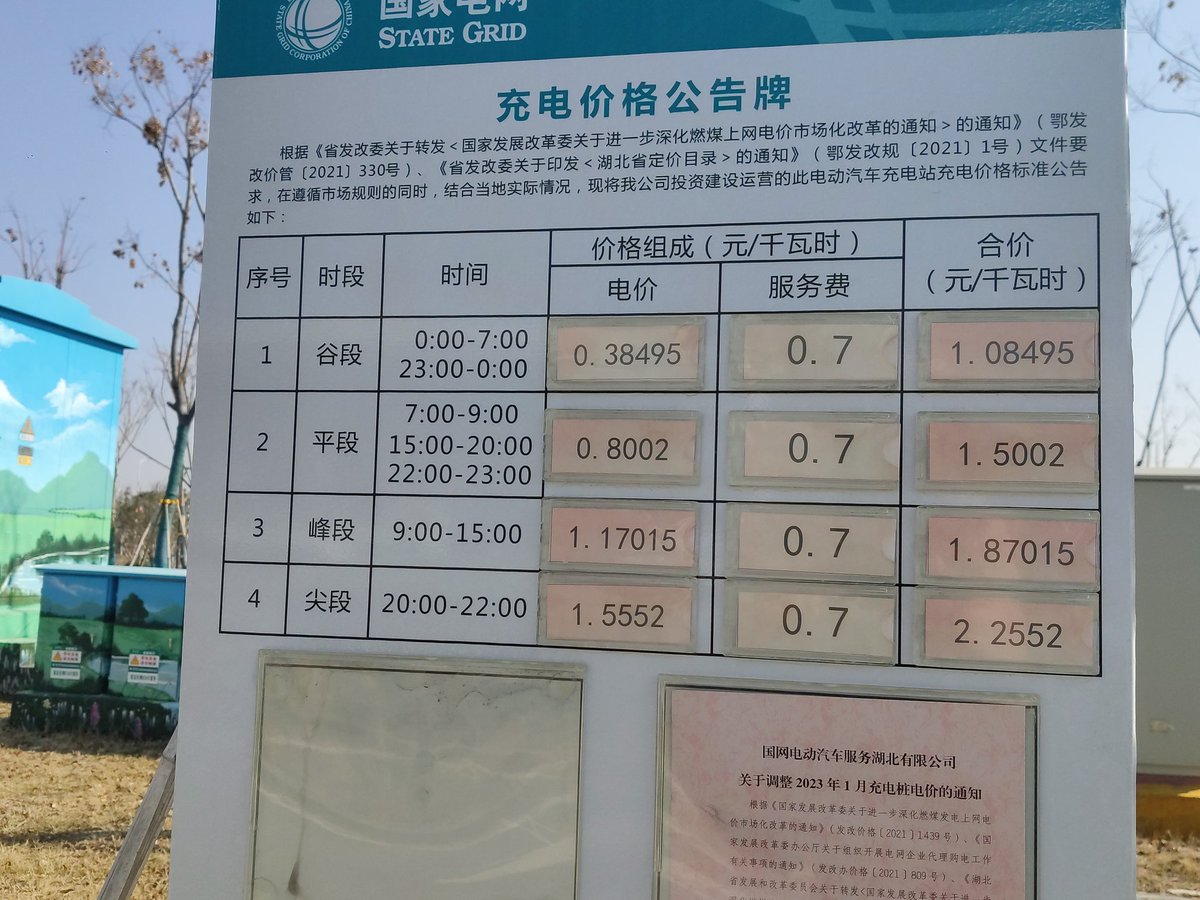 国家电网
STATE GRID
STATE GRID CORPORATION OF CHINA
充电价格公告牌
根据《省发改委关于转发<国家发展改革委关于进一步深化燃煤上网电价市场化改革的通知>的通知》（鄂发
改价管〔2021〕330号）、《省发改委关于印发<湖北省定价目录>的通知》（鄂发改规〔2021〕1号）文件要
求，在遵循市场规则的同时，结合当地实际情况，现将我公司投资建设运营的此电动汽车充电站充电价格标准公告
如下：
序号 时段 时间 价格组成（元/千瓦时） 合价
（元/千瓦时）
电价 服务费
1 谷段 0:00-7:00
23:00-0:00 0.38495 0.7 1.08495
2 平段 7:00-9:00
15:00-20:00
22:00-23:00 0.8002 0.7 1.5002
3 峰段 9:00-15:00 1.17015 0.7 1.87015
4 尖段 20:00-22:00 1.5552 0.7 2.2552
国网电动汽车服务湖北有限公司
关于调整 2023 年 1 月充电桩电价的通知
根据《国家发展改革委关于进一步深化燃煤发电上网电
价市场化改革的通知》（发改价格〔2021〕1439 号）、《国
家发展改革委办公厅关于组织开展电网企业代理购电工作
有关事项的通知》（发改办价格〔2021〕809 号）、《湖北
省发展和改革委员会关于转发<国家发展改革委关于进一步